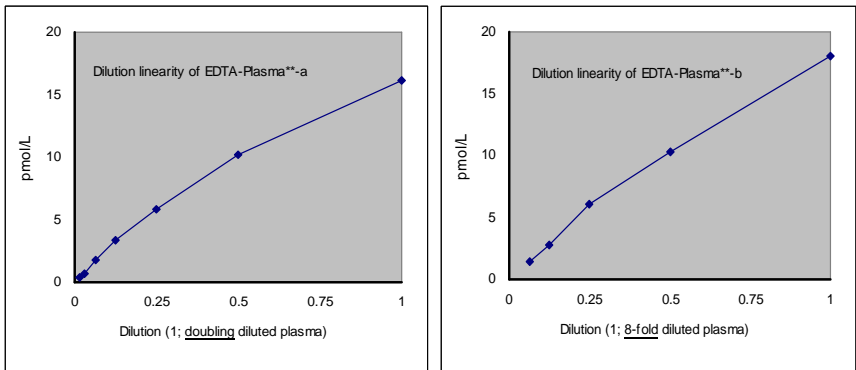 Dilution linearity of EDTA-Plasma**-a
20
15
10
5
0
pmol/L
0 0.25 0.5 0.75 1
Dilution (1; doubling diluted plasma)
Dilution linearity of EDTA-Plasma**-b
20
15
10
5
0
pmol/L
0 0.25 0.5 0.75 1
Dilution (1; 8-fold diluted plasma)